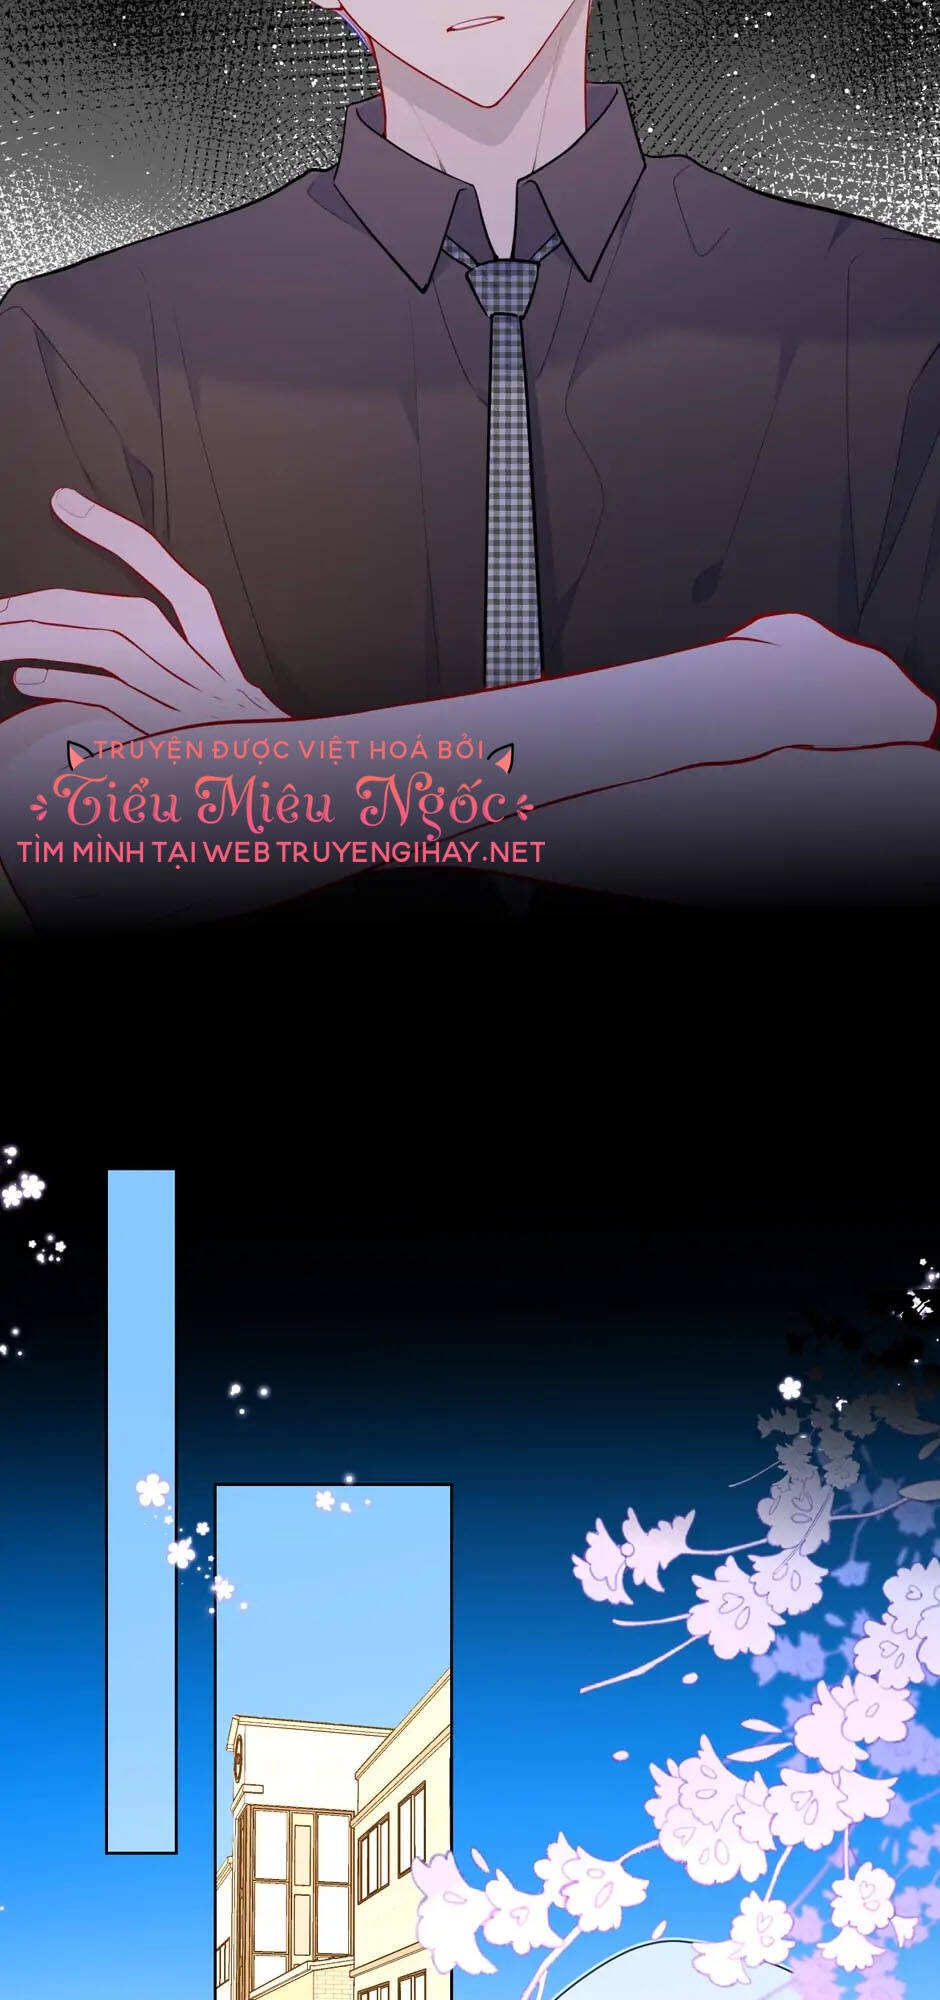 TRUYỆN ĐƯỢC VIỆT HOÁ BỞI
Tiểu Miêu Ngốc
TÌM MÌNH TẠI WEB TRUYENGIHAY.NET